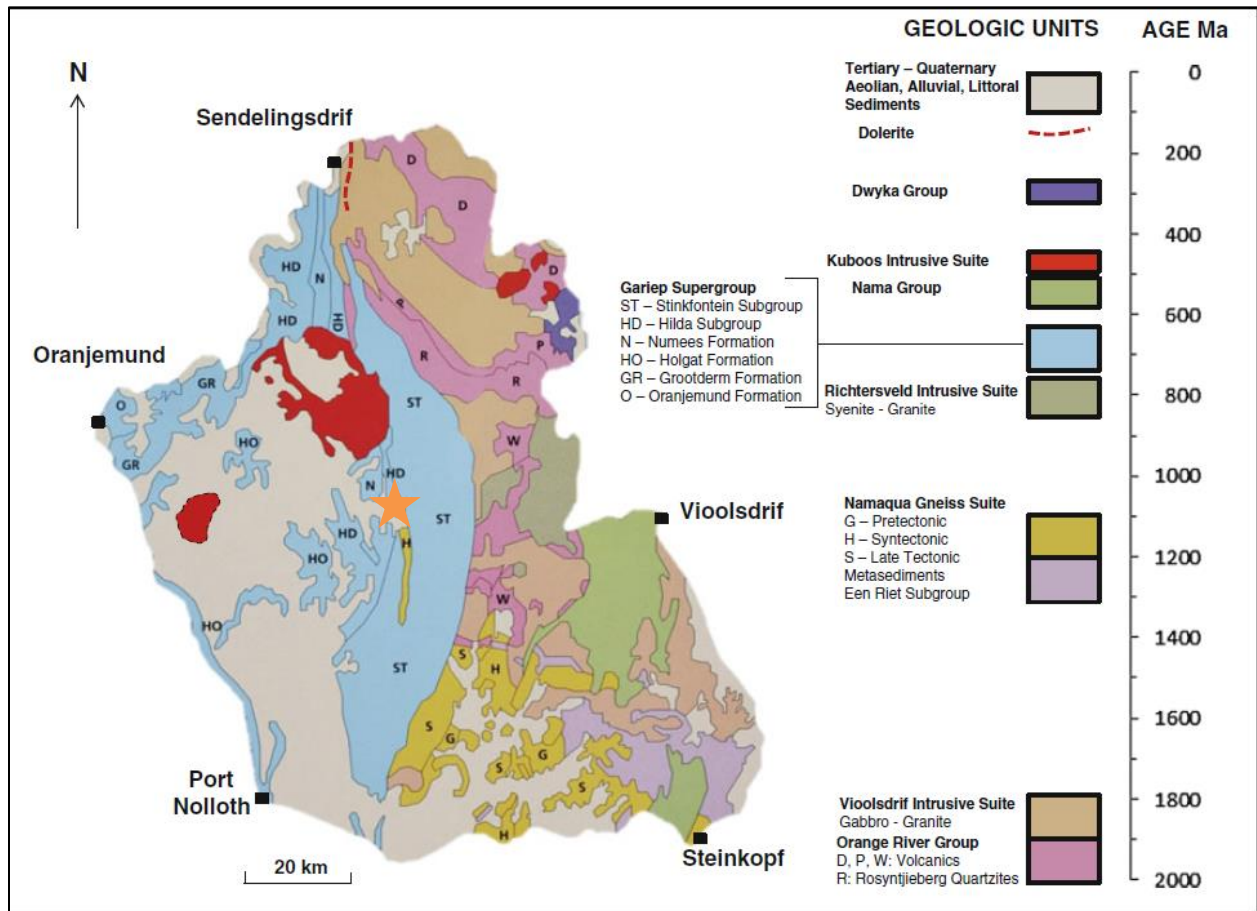 GEOLOGIC UNITS
AGE Ma
Tertiary – Quaternary
Aeolian, Alluvial, Littoral
Sediments
Dolerite
Dwyka Group
Kuboos Intrusive Suite
Nama Group
Gariep Supergroup
ST – Stinkfontein Subgroup
HD – Hilda Subgroup
N – Numees Formation
HO – Holgat Formation
GR – Grootderm Formation
O – Oranjemund Formation
Richtersveld Intrusive Suite
Syenite - Granite
Namaqua Gneiss Suite
G – Pretectonic
H – Syntectonic
S – Late Tectonic
Metasediments
Een Riet Subgroup
Vioolsdrif Intrusive Suite
Gabbro - Granite
Orange River Group
D, P, W: Volcanics
R: Rosyntjieberg Quartzites
0
200
400
600
800
1000
1200
1400
1600
1800
2000
N
Sendelingsdrif
Oranjemund
Vioolsdrif
Port
Nolloth
Steinkopf
20 km
D
D
D
HD
N
HD
HD
P
P
R
R
GR
O
GR
ST
W
HO
HD
N
ST
HD
H
HO
HO
W
ST
S
H
S
G
G
S
S
H